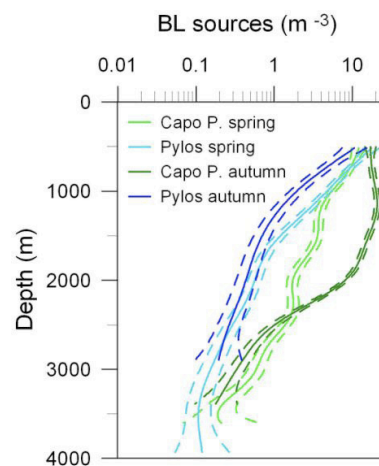 BL sources (m -3)
0.01 0.1 1 10
0
Capo P. spring
Pylos spring
Capo P. autumn
Pylos autumn
1000
2000
3000
4000
Depth (m)